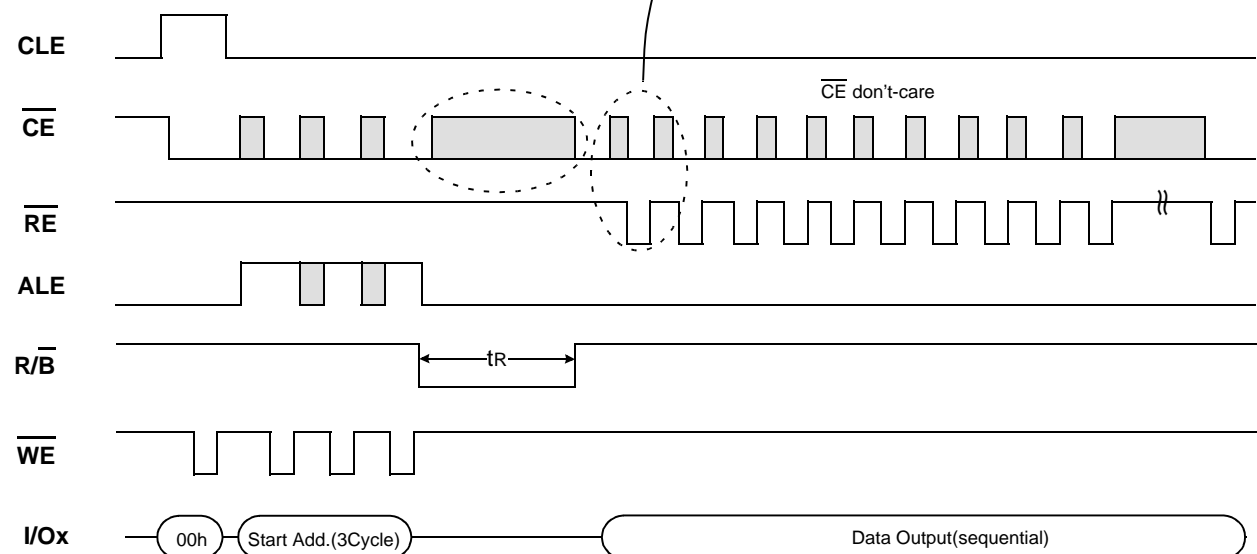 CLE
CE don't-care
CE
RE
ALE
R/B
tR
WE
I/Ox 00h Start Add.(3Cycle) Data Output(sequential)